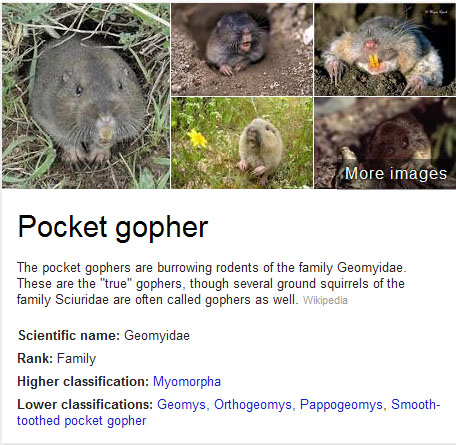 More images
Pocket gopher
The pocket gophers are burrowing rodents of the family Geomyidae.
These are the "true" gophers, though several ground squirrels of the
family Sciuridae are often called gophers as well. Wikipedia
Scientific name: Geomyidae
Rank: Family
Higher classification: Myomorpha
Lower classifications: Geomys, Orthogeomys, Pappogeomys, Smooth-
toothed pocket gopher